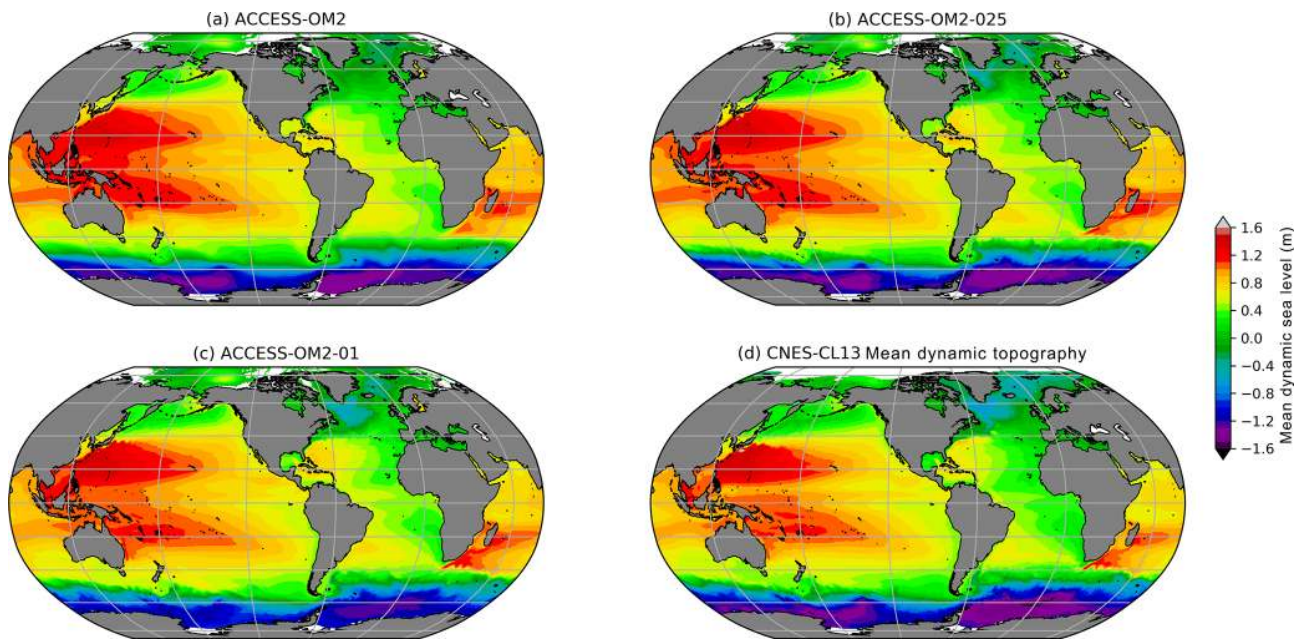 (a) ACCESS-OM2
(b) ACCESS-OM2-025
(c) ACCESS-OM2-01
(d) CNES-CL13 Mean dynamic topography
1.6
1.2
0.8
0.4
0.0
−0.4
−0.8
−1.2
−1.6
Mean dynamic sea level (m)